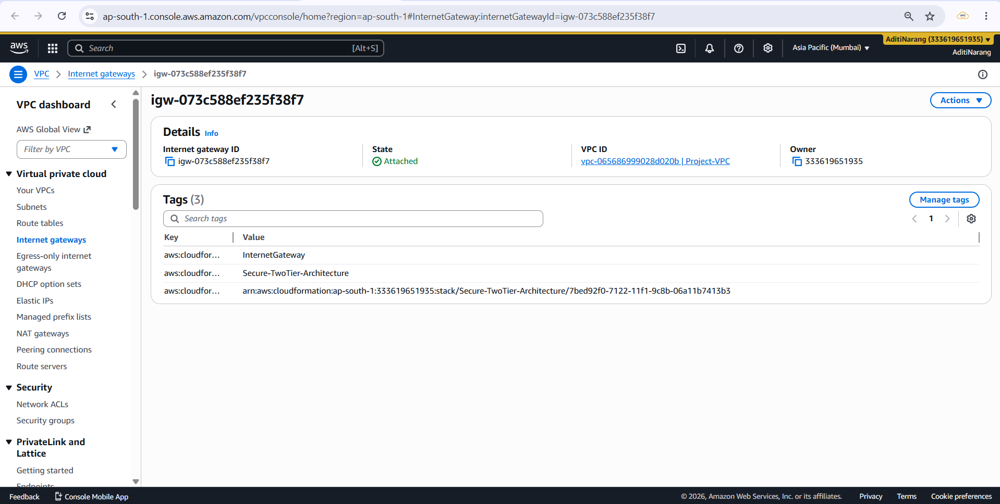 ap-south-1.console.aws.amazon.com/vpcconsole/home?region=ap-south-1#InternetGateway:internetGatewayId=igw-073c588ef235f38f7
aws
aws
Search
[Alt+S]
Asia Pacific (Mumbai)
AditiNarang (333619651935)
AditiNarang
VPC
Internet gateways
igw-073c588ef235f38f7
VPC dashboard
AWS Global View
Filter by VPC
Virtual private cloud
Your VPCs
Subnets
Route tables
Internet gateways
Egress-only internet
gateways
DHCP option sets
Elastic IPs
Managed prefix lists
NAT gateways
Peering connections
Route servers
Security
Network ACLs
Security groups
PrivateLink and
Lattice
Getting started
Endpoints
igw-073c588ef235f38f7
Actions
Details Info
Internet gateway ID
igw-073c588ef235f38f7
State
Attached
VPC ID
vpc-065686999028d020b | Project-VPC
Owner
333619651935
Tags (3)
Manage tags
Search tags
1
Key Value
aws:cloudfor... InternetGateway
aws:cloudfor... Secure-TwoTier-Architecture
aws:cloudfor... arn:aws:cloudformation:ap-south-1:333619651935:stack/Secure-TwoTier-Architecture/7bed92f0-7122-11f1-9c8b-06a11b7413b3
Feedback
Console Mobile App
© 2026, Amazon Web Services, Inc. or its affiliates.
Privacy
Terms
Cookie preferences